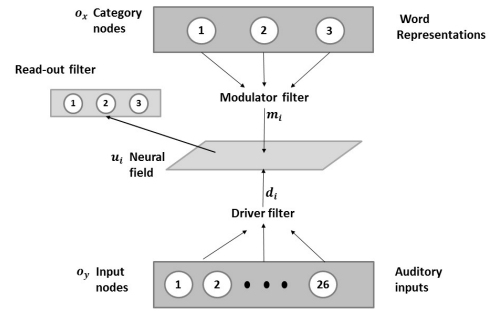 oₓ Category
nodes
1 2 3
Word
Representations
Read-out filter
1 2 3
Modulator filter
mᵢ
uᵢ Neural
field
dᵢ
Driver filter
oᵧ Input
nodes
1 2 • • • 26
Auditory
inputs